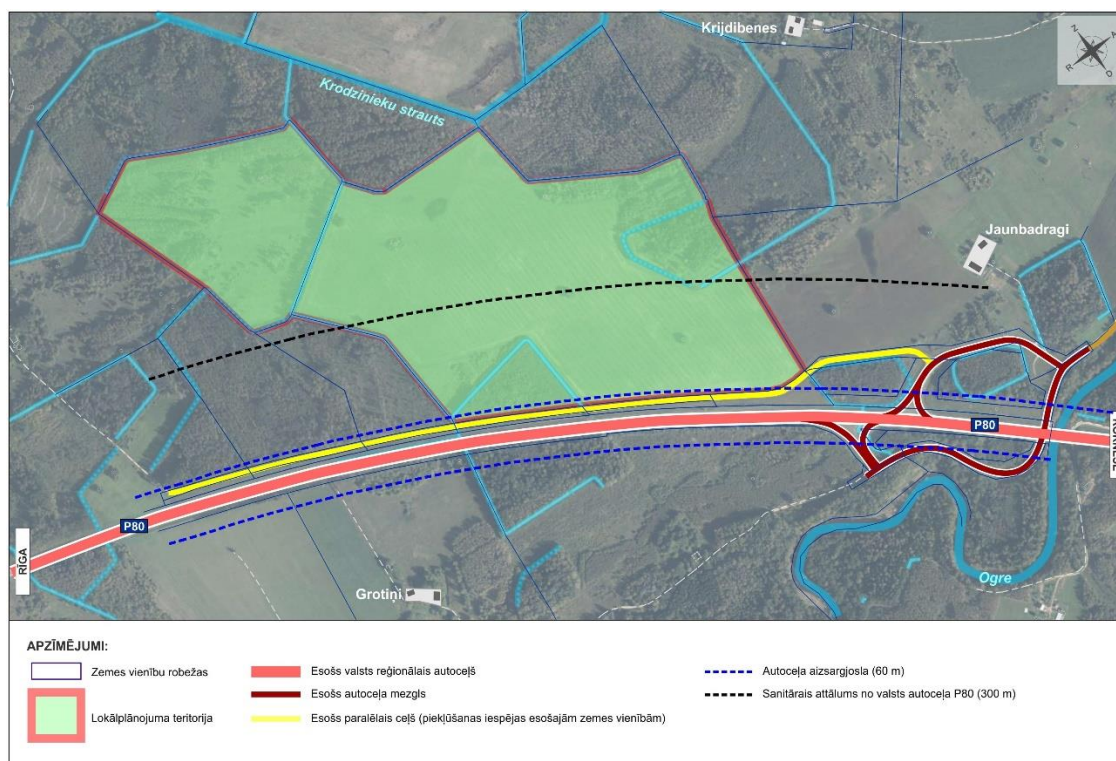 Krijdibenes
Z
A
R
D
Krodzinieku strauts
Jaunbadragi
P80
KOKNESE
P80
RĪGA
Grotiņi
Ogre
APZĪMĒJUMI:
Zemes vienību robežas
Lokālplānojuma teritorija
Esošs valsts reģionālais autoceļš
Esošs autoceļa mezgls
Esošs paralēlais ceļš (piekļūšanas iespējas esošajām zemes vienībām)
Autoceļa aizsargjosla (60 m)
Sanitārais attālums no valsts autoceļa P80 (300 m)